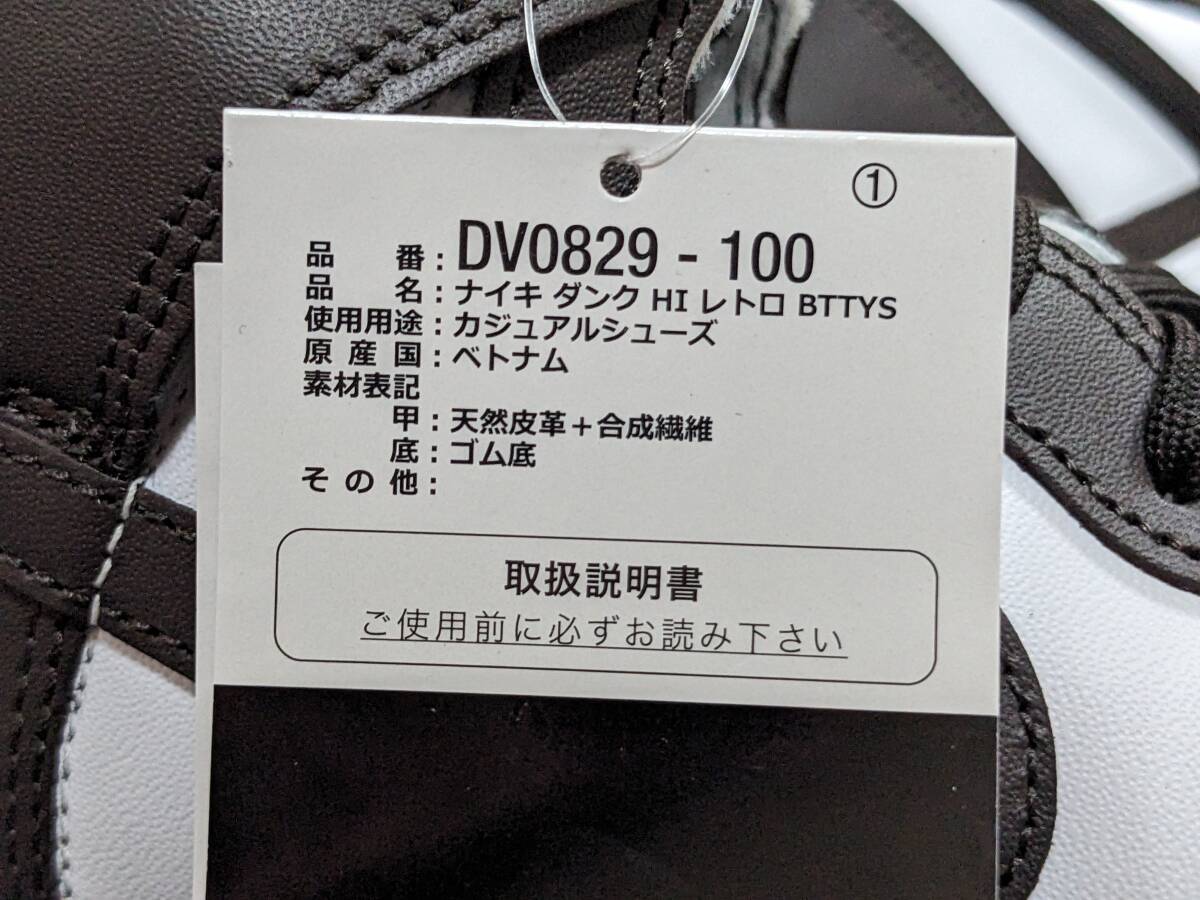 ①
品番:DV0829 - 100
品名:ナイキ ダンク HI レトロ BTTYS
使用用途:カジュアルシューズ
原産国:ベトナム
素材表記
甲:天然皮革+合成繊維
底:ゴム底
その他:
取扱説明書
ご使用前に必ずお読み下さい